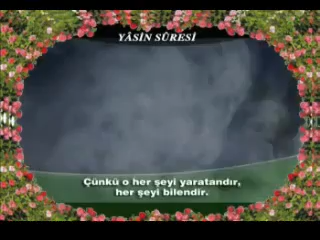 YÂSİN SÛRESİ
Çünkü o her şeyi yaratandır,
her şeyi bilendir.